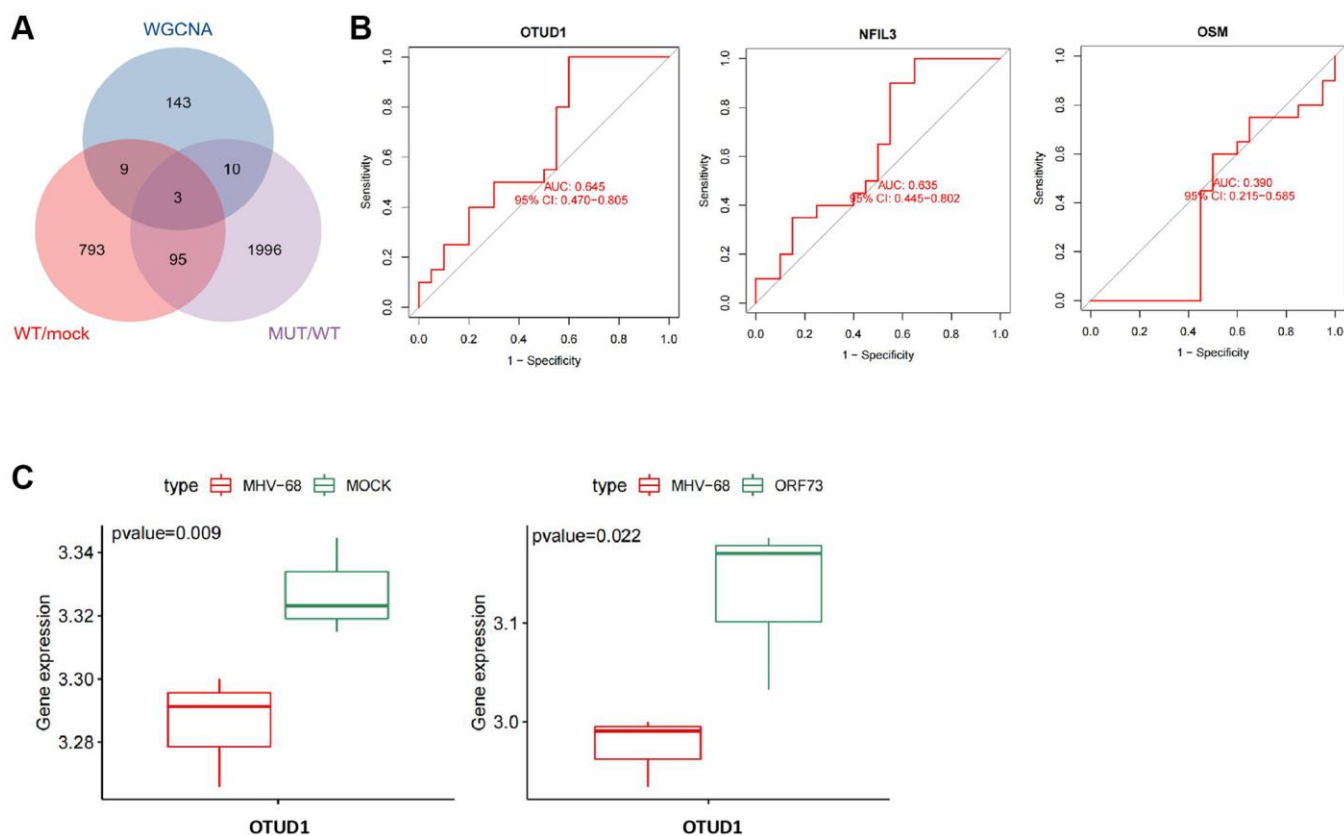 A
WGCNA
143
9
10
3
793
95
1996
WT/mock
MUT/WT
B
OTUD1
Sensitivity
1.0
0.8
0.6
0.4
0.2
0.0
AUC: 0.645
95% CI: 0.470−0.805
0.0 0.2 0.4 0.6 0.8 1.0
1 − Specificity
NFIL3
Sensitivity
1.0
0.8
0.6
0.4
0.2
0.0
AUC: 0.635
95% CI: 0.445−0.802
0.0 0.2 0.4 0.6 0.8 1.0
1 − Specificity
OSM
Sensitivity
1.0
0.8
0.6
0.4
0.2
0.0
AUC: 0.390
95% CI: 0.215−0.585
0.0 0.2 0.4 0.6 0.8 1.0
1 − Specificity
C
type MHV−68 MOCK
pvalue=0.009
Gene expression
3.34
3.32
3.30
3.28
OTUD1
type MHV−68 ORF73
pvalue=0.022
Gene expression
3.1
3.0
OTUD1